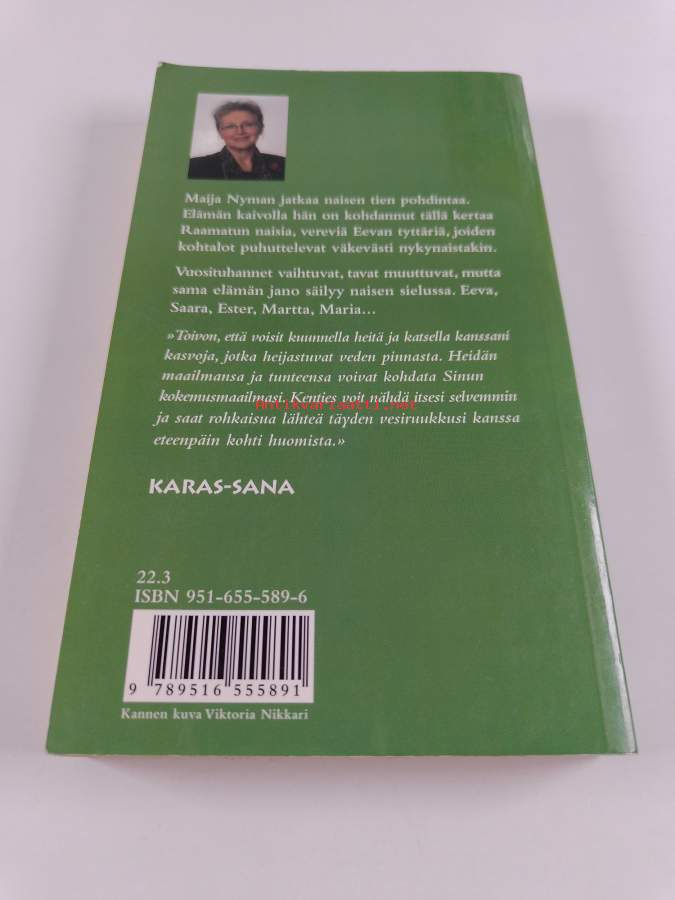 Maija Nyman jatkaa naisen tien pohdintaa.
Elämän kaivolla hän on kohdannut tällä kertaa
Raamatun naisia, vereviä Eevan tyttäriä, joiden
kohtalot puhuttelevat väkevästi nykynaistakin.
Vuosituhannet vaihtuvat, tavat muuttuvat, mutta
sama elämän jano säilyy naisen sielussa. Eeva,
Saara, Ester, Martta, Maria...
»Toivon, että voisit kuunnella heitä ja katsella kanssani
kasvoja, jotka heijastuvat veden pinnasta. Heidän
maailmansa ja tunteensa voivat kohdata Sinun
kokemusmaailmasi. Kenties voit nähdä itsesi selvemmin
Antikvariaatti.net
ja saat rohkaisua lähteä täyden vesiruukkusi kanssa
eteenpäin kohti huomista.»
KARAS-SANA
22.3
ISBN 951-655-589-6
9 789516 555891
Kannen kuva Viktoria Nikkari